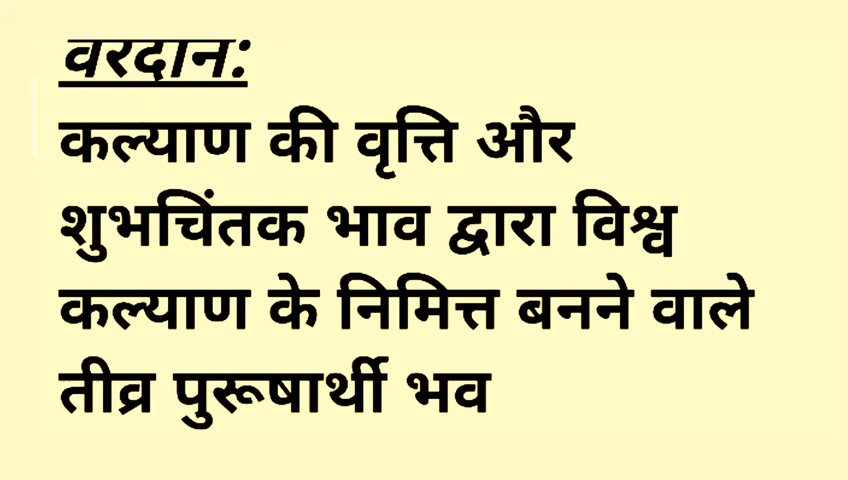 वरदान:
कल्याण की वृत्ति और
शुभचिंतक भाव द्वारा विश्व
कल्याण के निमित्त बनने वाले
तीव्र पुरूषार्थी भव